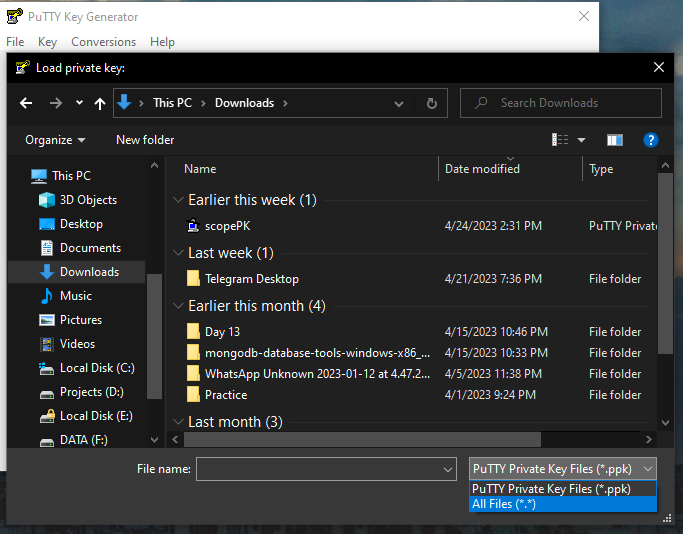 PuTTY Key Generator
File Key Conversions Help
Load private key:
This PC Downloads
Search Downloads
Organize New folder
Name Date modified Type
This PC
3D Objects
Desktop
Documents
Downloads
Music
Pictures
Videos
Local Disk (C:)
Projects (D:)
Local Disk (E:)
DATA (F:)
Earlier this week (1)
scopePK 4/24/2023 2:31 PM PuTTY Priva
Last week (1)
Telegram Desktop 4/21/2023 7:36 PM File folder
Earlier this month (4)
Day 13 4/15/2023 10:46 PM File folder
mongodb-database-tools-windows-x86_... 4/15/2023 10:33 PM File folder
WhatsApp Unknown 2023-01-12 at 4.47.2... 4/5/2023 11:38 PM File folder
Practice 4/1/2023 9:24 PM File folder
Last month (3)
File name: PuTTY Private Key Files (*.ppk)
PuTTY Private Key Files (*.ppk)
All Files (*.*)